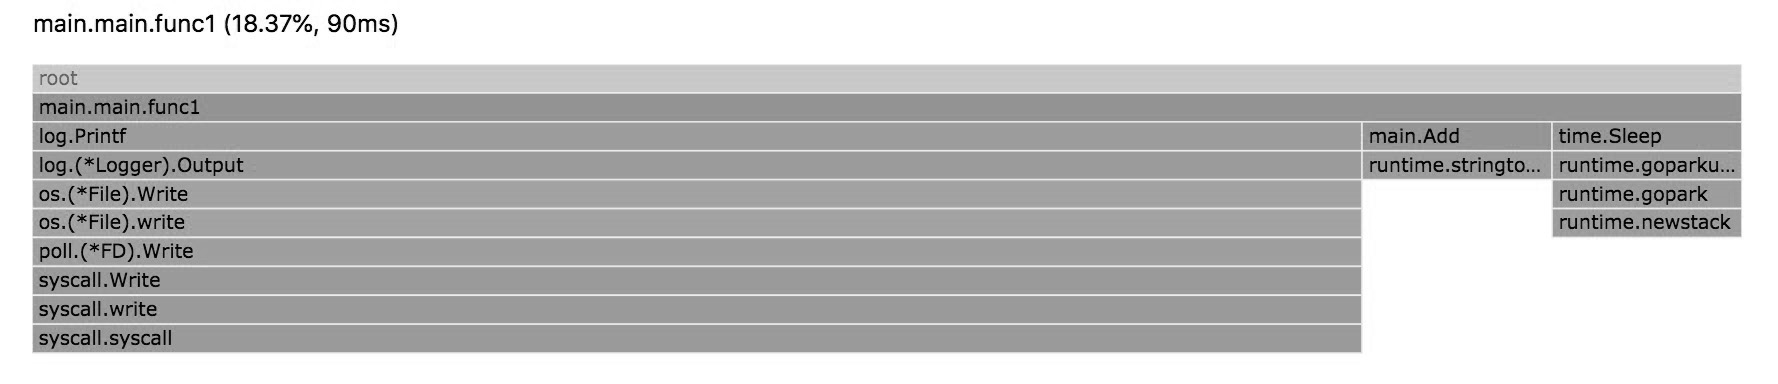 main.main.func1 (18.37%, 90ms)
root
main.main.func1
log.Printf main.Add time.Sleep
log.(*Logger).Output runtime.stringto... runtime.goparku...
os.(*File).Write runtime.gopark
os.(*File).write runtime.newstack
poll.(*FD).Write
syscall.Write
syscall.write
syscall.syscall